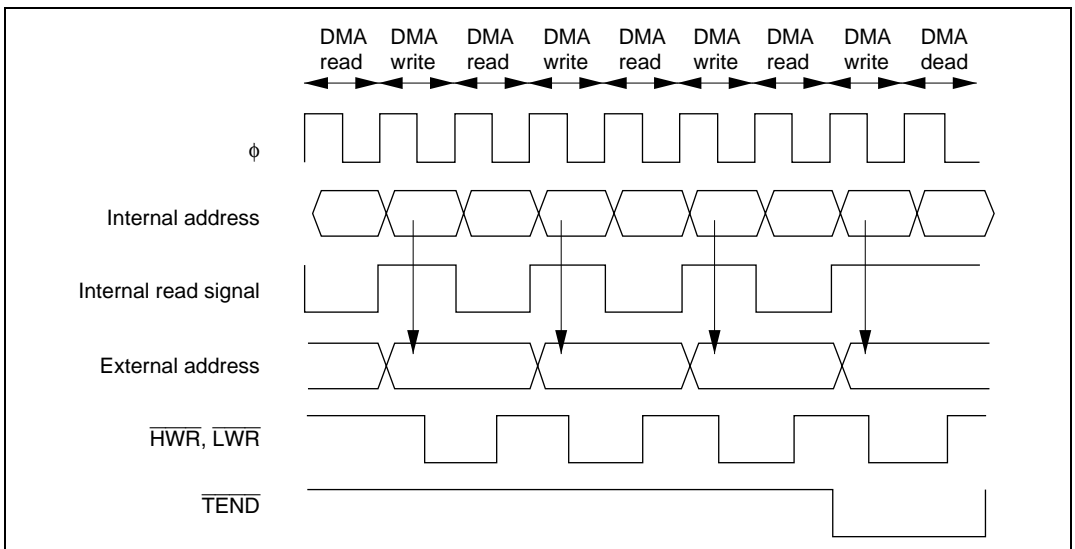 DMA DMA DMA DMA DMA DMA DMA DMA DMA
read write read write read write read write dead
ϕ
Internal address
Internal read signal
External address
HWR, LWR
TEND